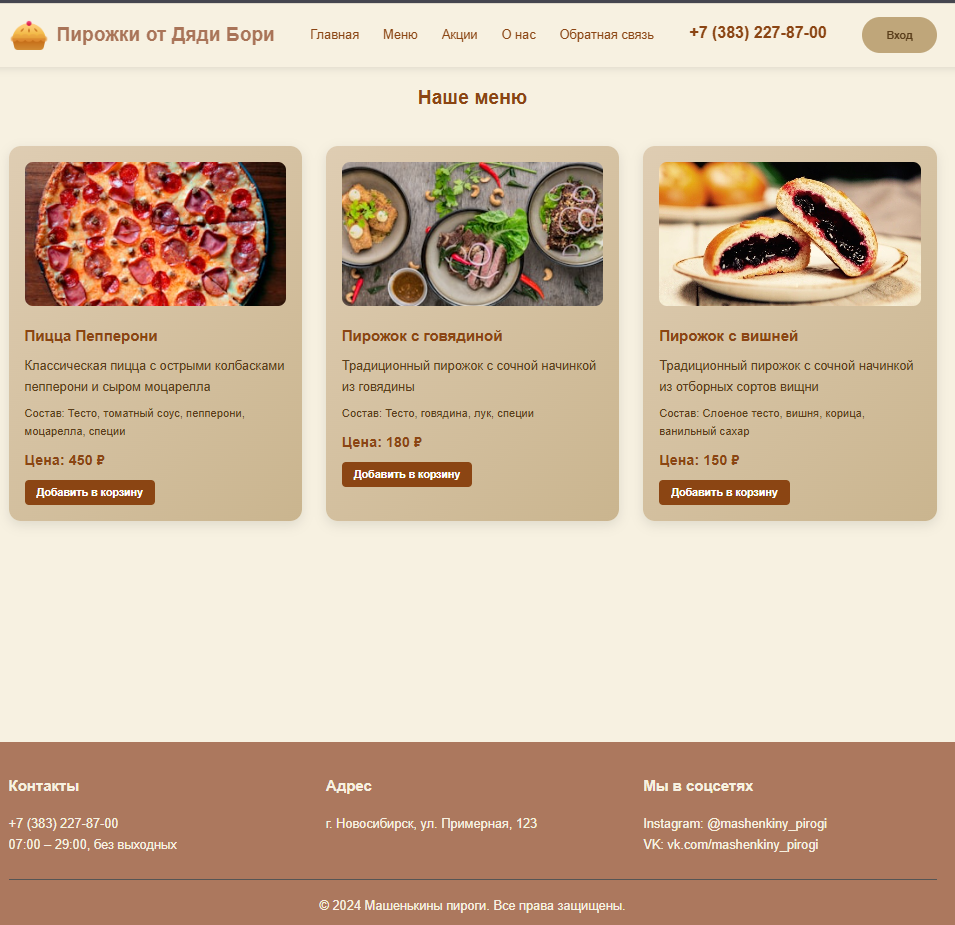 Пирожки от Дяди Бори
Главная Меню Акции О нас Обратная связь
+7 (383) 227-87-00
Вход
Наше меню
Пицца Пепперони
Классическая пицца с острыми колбасками
пепперони и сыром моцарелла
Состав: Тесто, томатный соус, пепперони,
моцарелла, специи
Цена: 450 ₽
Добавить в корзину
Пирожок с говядиной
Традиционный пирожок с сочной начинкой
из говядины
Состав: Тесто, говядина, лук, специи
Цена: 180 ₽
Добавить в корзину
Пирожок с вишней
Традиционный пирожок с сочной начинкой
из отборных сортов вищни
Состав: Слоеное тесто, вишня, корица,
ванильный сахар
Цена: 150 ₽
Добавить в корзину
Контакты
+7 (383) 227-87-00
07:00 – 29:00, без выходных
Адрес
г. Новосибирск, ул. Примерная, 123
Мы в соцсетях
Instagram: @mashenkiny_pirogi
VK: vk.com/mashenkiny_pirogi
© 2024 Машенькины пироги. Все права защищены.